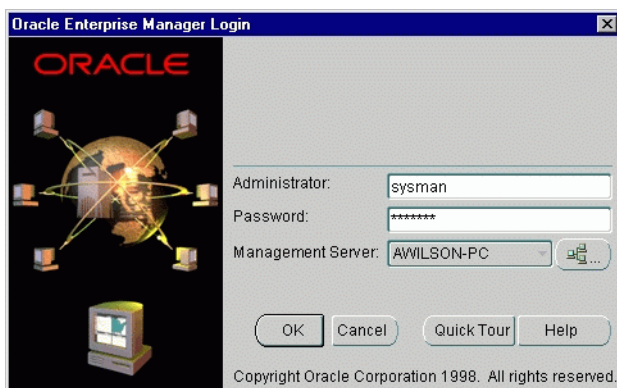 Oracle Enterprise Manager Login
ORACLE
Administrator: sysman
Password: *******
Management Server: AWILSON-PC ...
OK Cancel Quick Tour Help
Copyright Oracle Corporation 1998. All rights reserved.